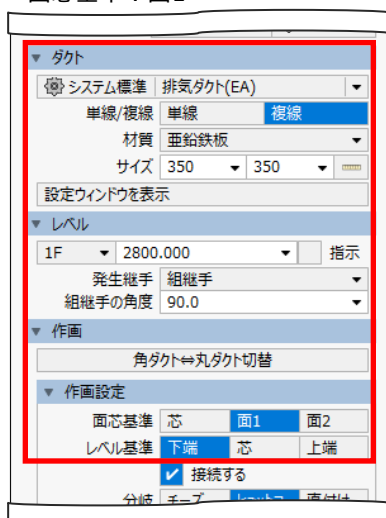 ダクト
システム標準 排気ダクト(EA)
単線/複線 単線 複線
材質 亜鉛鉄板
サイズ 350 350
設定ウィンドウを表示
レベル
1F 2800.000 指示
発生継手 組継手
組継手の角度 90.0
作画
角ダクト⇔丸ダクト切替
作画設定
面芯基準 芯 面1 面2
レベル基準 下端 芯 上端
接続する
分岐 チーズ